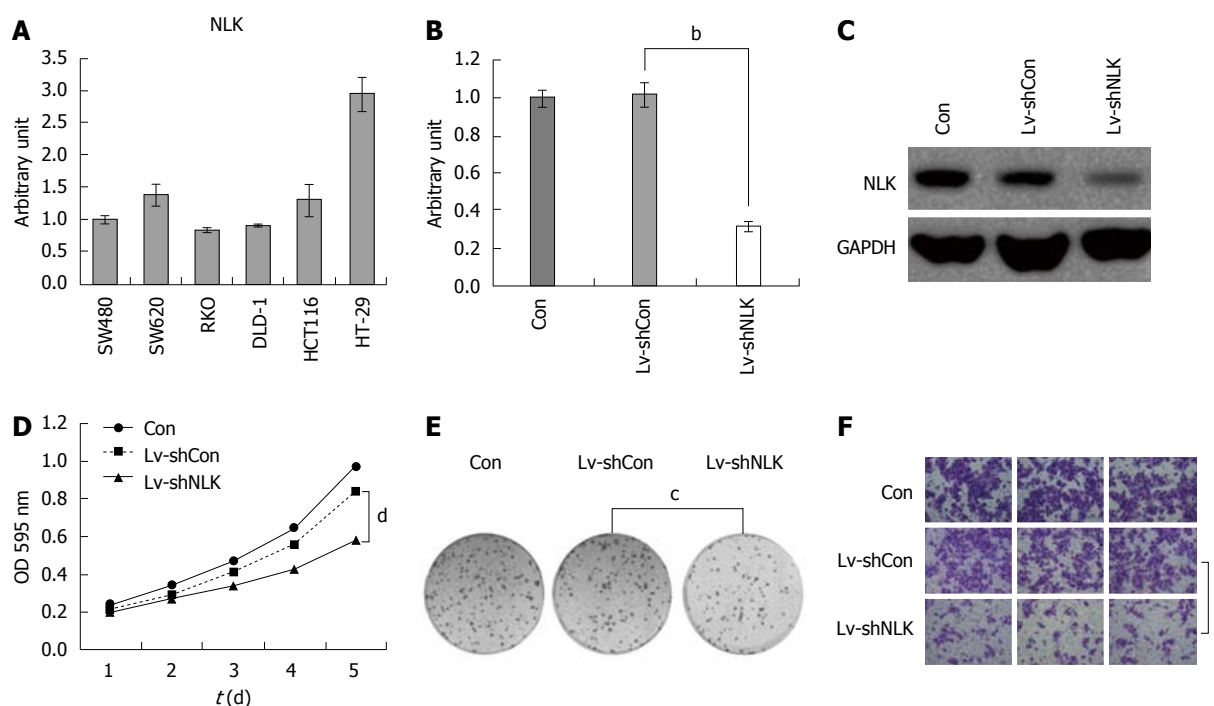 A
NLK
Arbitrary unit
3.5
3.0
2.5
2.0
1.5
1.0
0.5
0.0
SW480
SW620
RKO
DLD-1
HCT116
HT-29
B
b
Arbitrary unit
1.2
1.0
0.8
0.6
0.4
0.2
0.0
Con
Lv-shCon
Lv-shNLK
C
Con
Lv-shCon
Lv-shNLK
NLK
GAPDH
D
Con
Lv-shCon
Lv-shNLK
OD 595 nm
1.2
1.0
0.8
0.6
0.4
0.2
0.0
d
1 2 3 4 5
t (d)
E
Con Lv-shCon Lv-shNLK
c
F
Con
Lv-shCon
Lv-shNLK